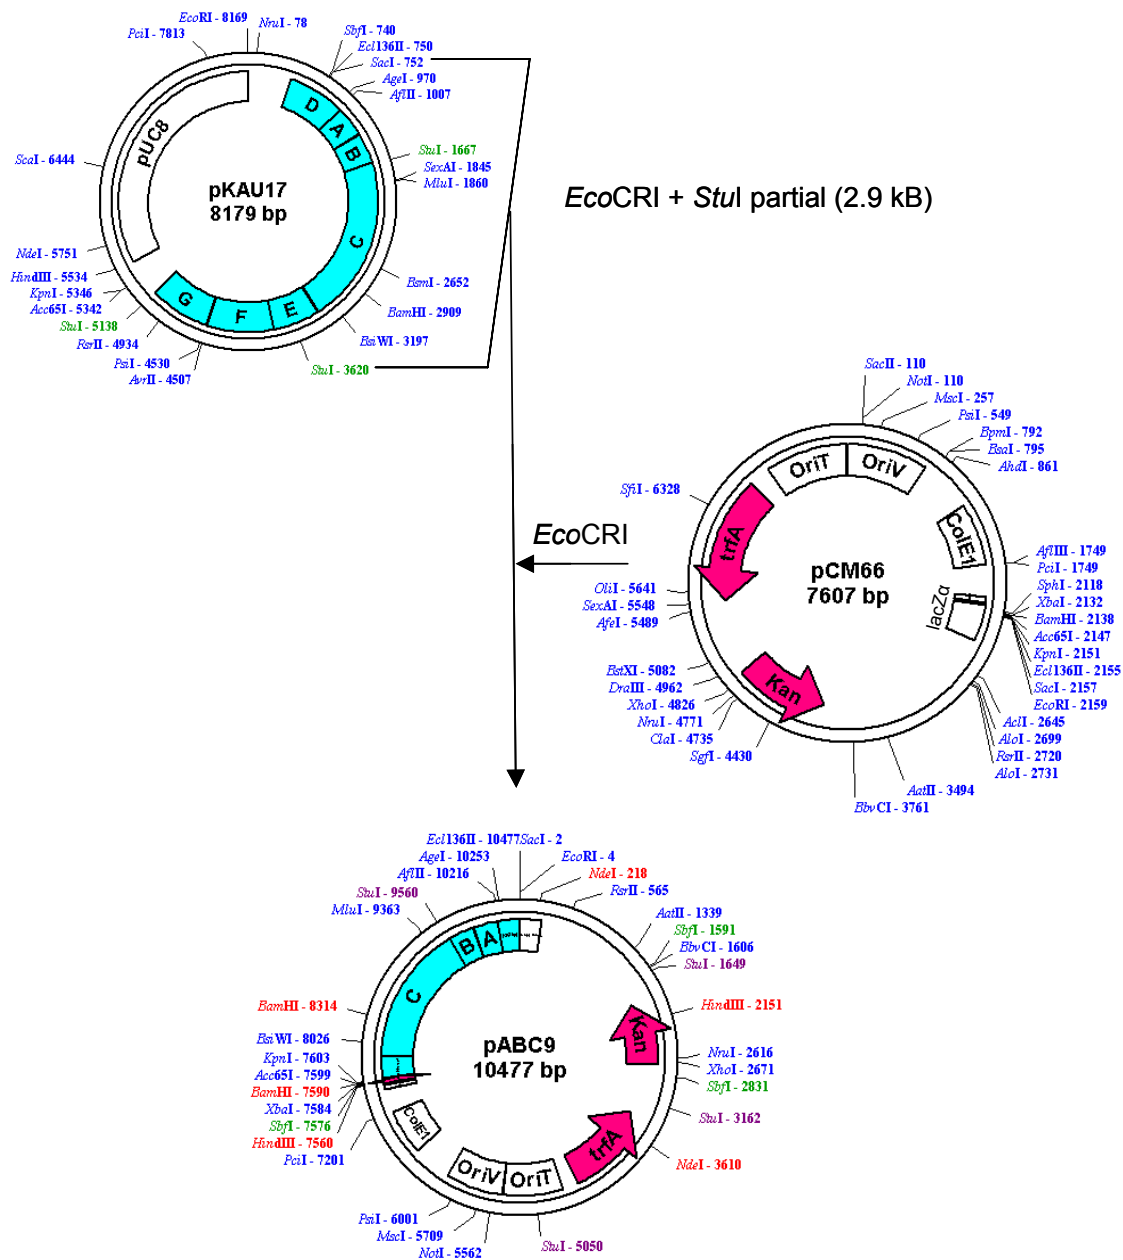 EcoRI - 8169
NruI - 78
PciI - 7813
SbfI - 740
Ecl136II - 750
SacI - 752
AgeI - 970
AflII - 1007
pUC8
D
A
B
C
E
F
G
ScaI - 6444
StuI - 1667
SexAI - 1845
MluI - 1860
pKAU17
8179 bp
NdeI - 5751
HindIII - 5534
KpnI - 5346
Acc65I - 5342
StuI - 5138
RsrII - 4934
PsiI - 4530
AvrII - 4507
BsmI - 2652
BamHI - 2909
BsiWI - 3197
StuI - 3620
EcoCRI + StuI partial (2.9 kB)
SacII - 110
NotI - 110
MscI - 257
PsiI - 549
BpmI - 792
BsaI - 795
AhdI - 861
OriT
OriV
SfiI - 6328
ColE1
trfA
EcoCRI
pCM66
7607 bp
lacZα
Kan
AflIII - 1749
PciI - 1749
SphI - 2118
XbaI - 2132
BamHI - 2138
Acc65I - 2147
KpnI - 2151
Ecl136II - 2155
SacI - 2157
EcoRI - 2159
OliI - 5641
SexAI - 5548
AfeI - 5489
BstXI - 5082
DraIII - 4962
XhoI - 4826
NruI - 4771
ClaI - 4735
SgfI - 4430
AclI - 2645
AloI - 2699
RsrII - 2720
AloI - 2731
AatII - 3494
BbvCI - 3761
Ecl136II - 10477
SacI - 2
AgeI - 10253
EcoRI - 4
AflII - 10216
NdeI - 218
StuI - 9560
RsrII - 565
MluI - 9363
AatII - 1339
SbfI - 1591
BbvCI - 1606
StuI - 1649
B
A
C
BamHI - 8314
HindIII - 2151
Kan
BsiWI - 8026
pABC9
10477 bp
KpnI - 7603
Acc65I - 7599
BamHI - 7590
XbaI - 7584
SbfI - 7576
HindIII - 7560
PciI - 7201
NruI - 2616
XhoI - 2671
SbfI - 2831
StuI - 3162
NdeI - 3610
ColE1
trfA
OriV
OriT
PsiI - 6001
MscI - 5709
NotI - 5562
StuI - 5050